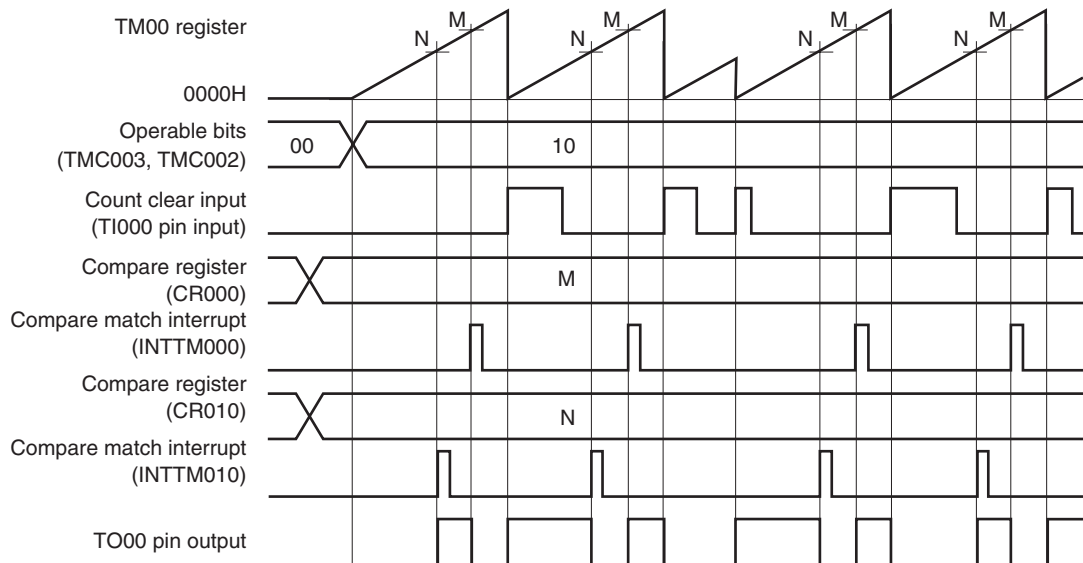 TM00 register
N M N M N M N M
0000H
Operable bits
(TMC003, TMC002)
00 10
Count clear input
(TI000 pin input)
Compare register
(CR000)
M
Compare match interrupt
(INTTM000)
Compare register
(CR010)
N
Compare match interrupt
(INTTM010)
TO00 pin output